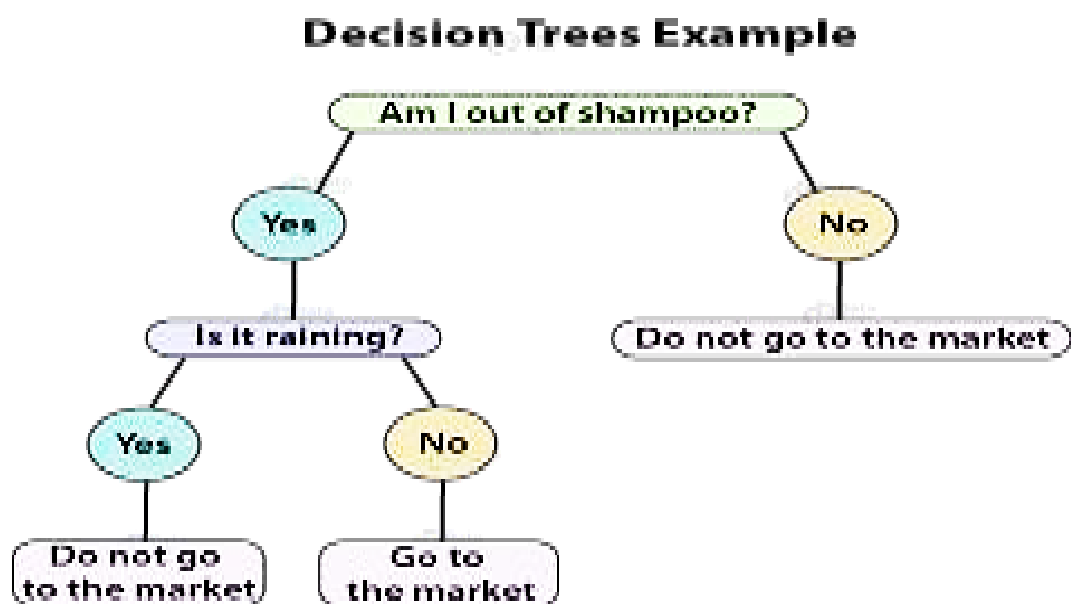 Decision Trees Example
Am I out of shampoo?
Yes
No
Is it raining?
Do not go to the market
Yes
No
Do not go
to the market
Go to
the market